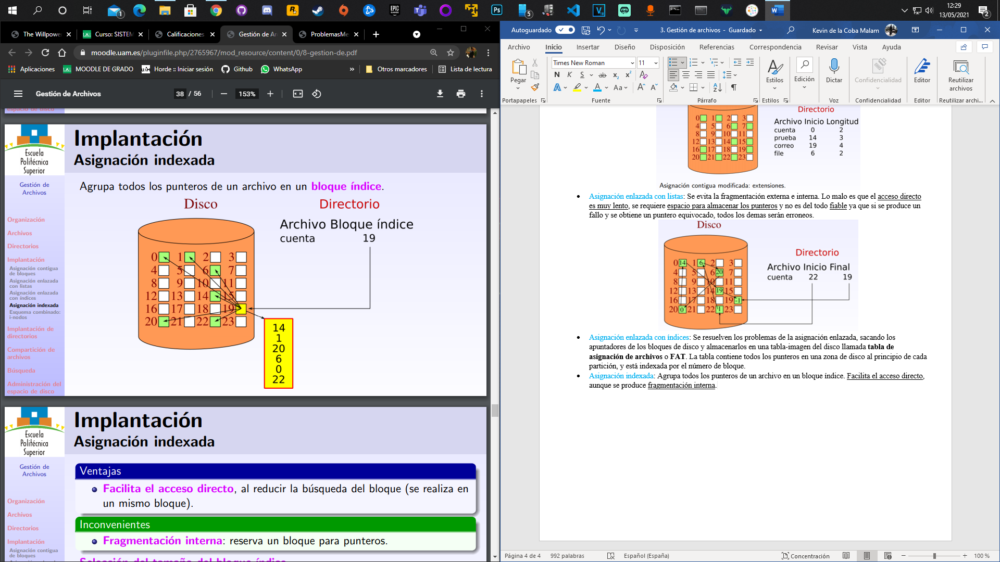 12:29
13/05/2021
1
5
2
The Willpowe
Curso: SISTEM
Calificaciones
Gestión de Ar
ProblemasMe
moodle.uam.es/pluginfile.php/2765967/mod_resource/content/0/8-gestion-de.pdf
Aplicaciones
MOODLE DE GRADO
Horde :: Iniciar sesión
Github
WhatsApp
»
Otros marcadores
Lista de lectura
Gestión de Archivos
38 / 56
153%
espacio de disco
Implantación
Asignación indexada
Escuela
Politécnica
Superior
Gestión de
Archivos
Organización
Archivos
Directorios
Implantación
Asignación contigua
de bloques
Asignación enlazada
con listas
Asignación enlazada
con índices
Asignación indexada
Esquema combinado:
i-nodos
Implantación de
directorios
Compartición de
archivos
Búsqueda
Administración del
espacio de disco
Agrupa todos los punteros de un archivo en un bloque índice.
Disco
Directorio
Archivo Bloque índice
cuenta 19
0 1 2 3
4 5 6 7
8 9 10 11
12 13 14 15
16 17 18 19
20 21 22 23
14
1
20
6
0
22
Implantación
Asignación indexada
Escuela
Politécnica
Superior
Gestión de
Archivos
Organización
Archivos
Directorios
Implantación
Asignación contigua
de bloques
Ventajas
Facilita el acceso directo, al reducir la búsqueda del bloque (se realiza en
un mismo bloque).
Inconvenientes
Fragmentación interna: reserva un bloque para punteros.
Selección del tamaño del bloque índice
Autoguardado
3. Gestión de archivos - Guardado
Kevin de la Coba Malam
Archivo Inicio Insertar Diseño Disposición Referencias Correspondencia Revisar Vista Ayuda
Pegar
Portapapeles
Times New Roman 11
N K S ab x₂ x²
A A Aa A A
Fuente
Párrafo
Estilos
Estilos
Edición
Dictar
Voz
Confidencialidad
Confidencialidad
Editor
Editor
Reutilizar
archivos
Reutilizar archi...
Directorio
Archivo Inicio Longitud
cuenta 0 2
prueba 14 3
correo 19 4
file 6 2
0 1 2 3
4 5 6 7
8 9 10 11
12 13 14 15
16 17 18 19
20 21 22 23
Asignación contigua modificada: extensiones.
• Asignación enlazada con listas: Se evita la fragmentación externa e interna. Lo malo es que el acceso directo
es muy lento, se requiere espacio para almacenar los punteros y no es del todo fiable ya que si se produce un
fallo y se obtiene un puntero equivocado, todos los demas serán erroneos.
Disco
Directorio
Archivo Inicio Final
cuenta 22 19
0 14 1 6 2 3
4 5 6 20 7
8 9 10 11
12 13 14 19 15
16 17 18 19 -1
20 0 21 22 1 23
• Asignación enlazada con índices: Se resuelven los problemas de la asignación enlazada, sacando los
apuntadores de los bloques de disco y almacenarlos en una tabla-imagen del disco llamada tabla de
asignación de archivos o FAT. La tabla contiene todos los punteros en una zona de disco al principio de cada
partición, y está indexada por el número de bloque.
• Asignación indexada: Agrupa todos los punteros de un archivo en un bloque índice. Facilita el acceso directo,
aunque se produce fragmentación interna.
Página 4 de 4
992 palabras
Español (España)
Concentración
100 %